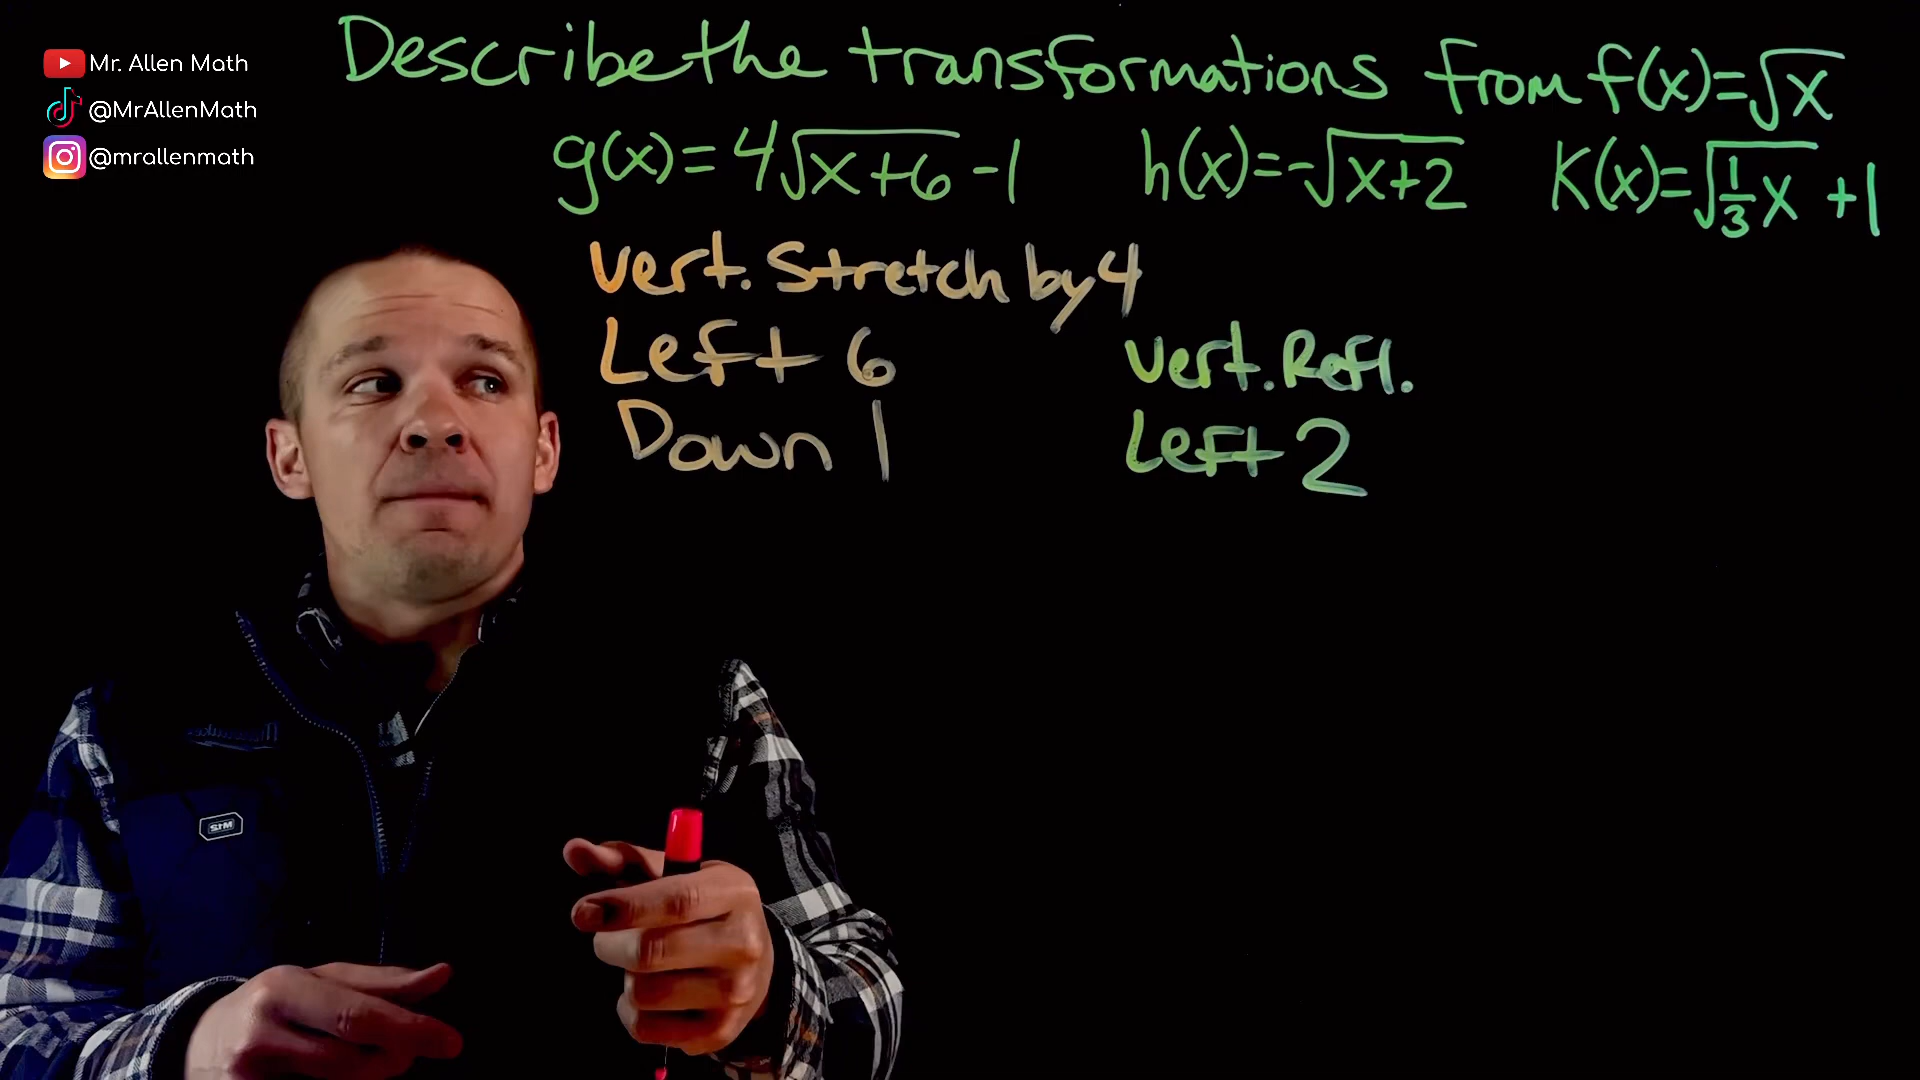 Mr. Allen Math
@MrAllenMath
@mrallenmath
Describe the transformations from f(x)=√x
g(x)=4√x+6 -1
h(x)=-√x+2
K(x)=√1/3x +1
Vert. Stretch by 4
Left 6
Down 1
Vert. Refl.
Left 2